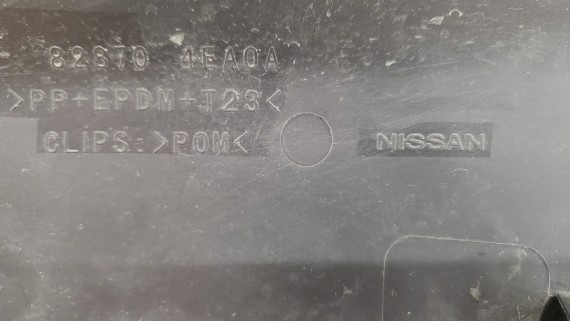 82870 4EA0A
>PP+EPDM+T23<
CLIPS:>POM<
NISSAN